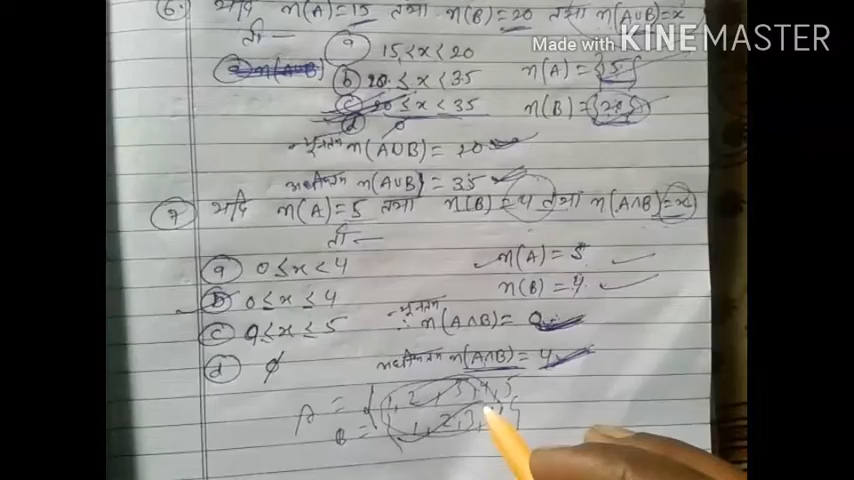 6. यदि n(A)=15 तथा n(B)=20 तथा n(A∪B)=x
तो —
Made with KINEMASTER
a 15 < x < 20
b 20 ≤ x < 35 n(A) = {15}
c 20 ≤ x < 35 n(B) = {20}
d
न्यूनतम n(A∪B) = 20
अधिकतम n(A∪B) = 35
7 यदि n(A) = 5 तथा n(B) = 4 तथा n(A∩B) = x
तो —
a 0 ≤ x < 4 n(A) = 5
b 0 ≤ x ≤ 4 n(B) = 4
न्यूनतम
c 0 ≤ x ≤ 5 ∴ n(A∩B) = 0
d ϕ अधिकतम n(A∩B) = 4
A = {1, 2, 3, 4, 5
B = {1, 2, 3, 4}